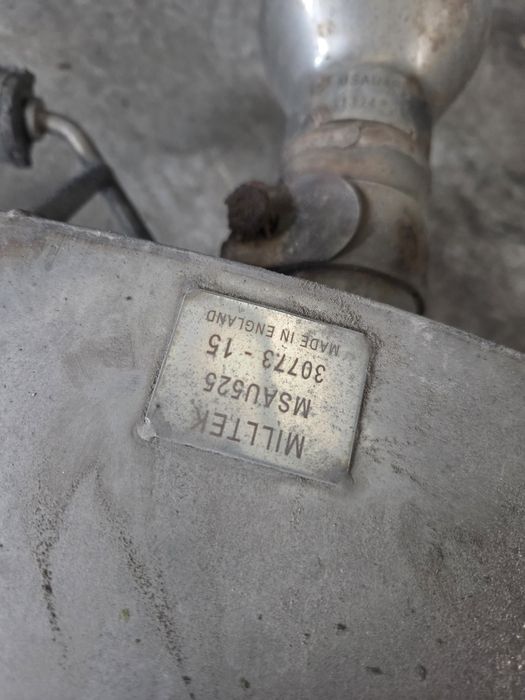 MILLTEK
MSAU525
30773 - 15
MADE IN ENGLAND